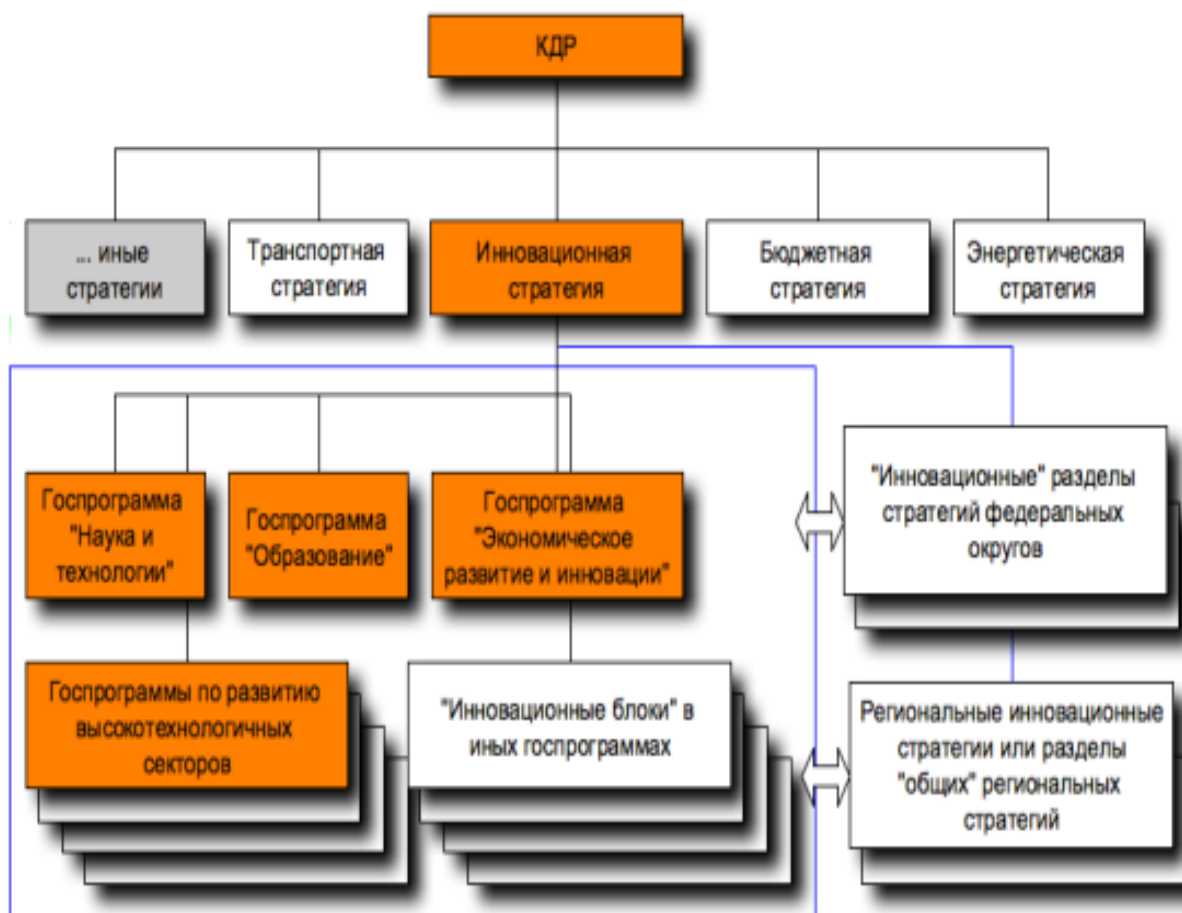 КДР
... иные
стратегии
Транспортная
стратегия
Инновационная
стратегия
Бюджетная
стратегия
Энергетическая
стратегия
Госпрограмма
"Наука и
технологии"
Госпрограмма
"Образование"
Госпрограмма
"Экономическое
развитие и инновации"
"Инновационные" разделы
стратегий федеральных
округов
Госпрограммы по развитию
высокотехнологичных
секторов
"Инновационные блоки" в
иных госпрограммах
Региональные инновационные
стратегии или разделы
"общих" региональных
стратегий